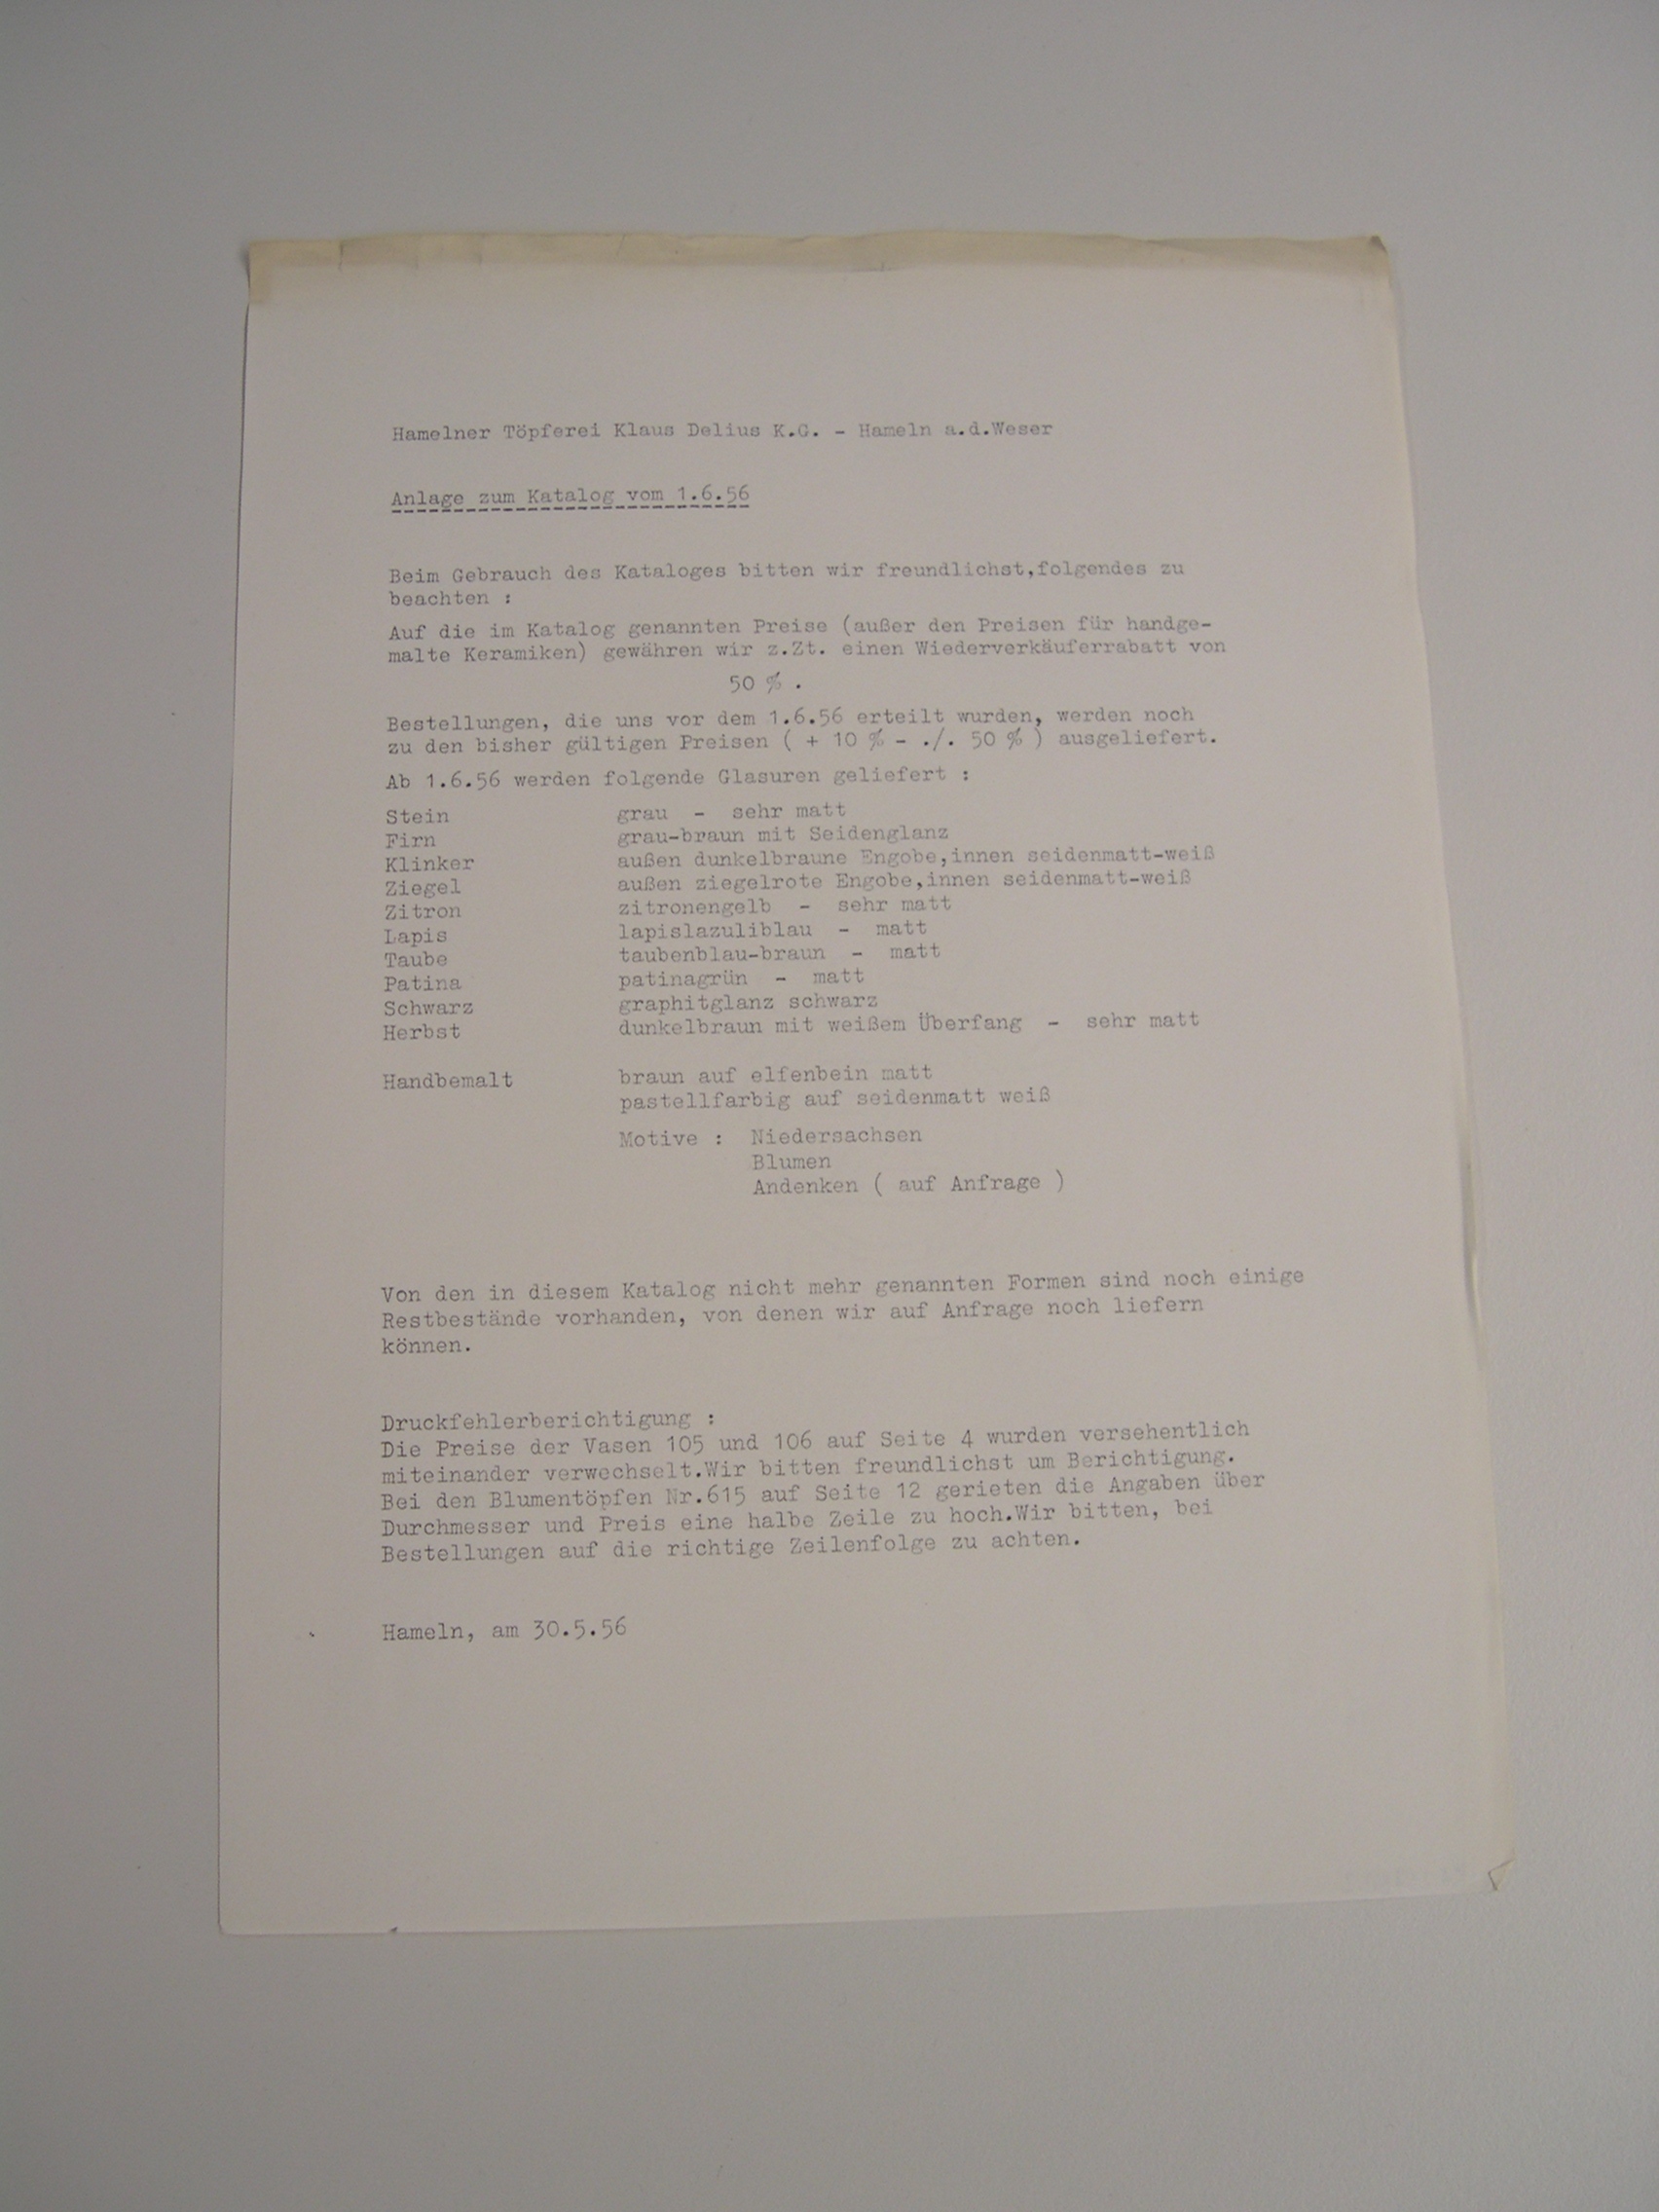 Hamelner Töpferei Klaus Delius K.G. - Hameln a.d.Weser
Anlage zum Katalog vom 1.6.56
Beim Gebrauch des Kataloges bitten wir freundlichst,folgendes zu
beachten :
Auf die im Katalog genannten Preise (außer den Preisen für handge-
malte Keramiken) gewähren wir z.Zt. einen Wiederverkäuferrabatt von
50 % .
Bestellungen, die uns vor dem 1.6.56 erteilt wurden, werden noch
zu den bisher gültigen Preisen ( + 10 % - ./. 50 % ) ausgeliefert.
Ab 1.6.56 werden folgende Glasuren geliefert :
Stein grau - sehr matt
Firn grau-braun mit Seidenglanz
Klinker außen dunkelbraune Engobe,innen seidenmatt-weiß
Ziegel außen ziegelrote Engobe,innen seidenmatt-weiß
Zitron zitronengelb - sehr matt
Lapis lapislazuliblau - matt
Taube taubenblau-braun - matt
Patina patinagrün - matt
Schwarz graphitglanz schwarz
Herbst dunkelbraun mit weißem Überfang - sehr matt
Handbemalt braun auf elfenbein matt
pastellfarbig auf seidenmatt weiß
Motive : Niedersachsen
Blumen
Andenken ( auf Anfrage )
Von den in diesem Katalog nicht mehr genannten Formen sind noch einige
Restbestände vorhanden, von denen wir auf Anfrage noch liefern
können.
Druckfehlerberichtigung :
Die Preise der Vasen 105 und 106 auf Seite 4 wurden versehentlich
miteinander verwechselt.Wir bitten freundlichst um Berichtigung.
Bei den Blumentöpfen Nr.615 auf Seite 12 gerieten die Angaben über
Durchmesser und Preis eine halbe Zeile zu hoch.Wir bitten, bei
Bestellungen auf die richtige Zeilenfolge zu achten.
Hameln, am 30.5.56